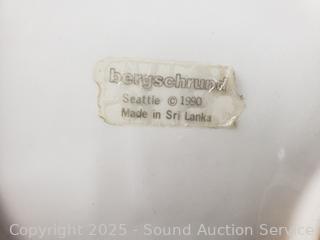 bergschrund
Seattle © 1990
Made in Sri Lanka
Copyright © 2025 - Sound Auction Service